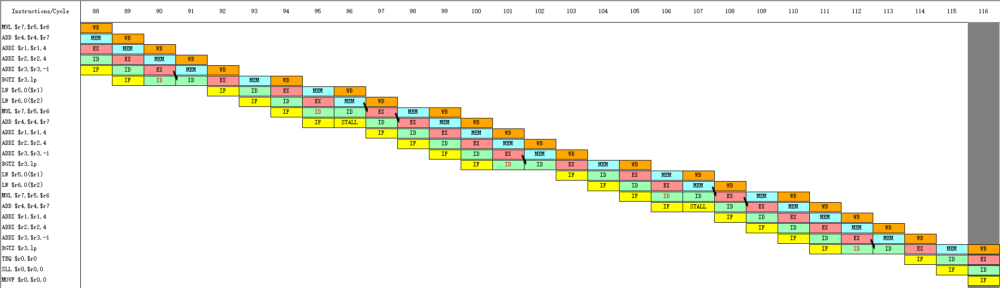 Instructions/Cycle 88 89 90 91 92 93 94 95 96 97 98 99 100 101 102 103 104 105 106 107 108 109 110 111 112 113 114 115 116
MUL $r7,$r5,$r6 WB
ADD $r4,$r4,$r7 MEM WB
ADDI $r1,$r1,4 EX MEM WB
ADDI $r2,$r2,4 ID EX MEM WB
ADDI $r3,$r3,-1 IF ID EX MEM WB
BGTZ $r3,lp IF ID ID EX MEM WB
LW $r5,0($r1) IF ID EX MEM WB
LW $r6,0($r2) IF ID EX MEM WB
MUL $r7,$r5,$r6 IF ID ID EX MEM WB
ADD $r4,$r4,$r7 IF STALL ID EX MEM WB
ADDI $r1,$r1,4 IF ID EX MEM WB
ADDI $r2,$r2,4 IF ID EX MEM WB
ADDI $r3,$r3,-1 IF ID EX MEM WB
BGTZ $r3,lp IF ID ID EX MEM WB
LW $r5,0($r1) IF ID EX MEM WB
LW $r6,0($r2) IF ID EX MEM WB
MUL $r7,$r5,$r6 IF ID ID EX MEM WB
ADD $r4,$r4,$r7 IF STALL ID EX MEM WB
ADDI $r1,$r1,4 IF ID EX MEM WB
ADDI $r2,$r2,4 IF ID EX MEM WB
ADDI $r3,$r3,-1 IF ID EX MEM WB
BGTZ $r3,lp IF ID ID EX MEM WB
TEQ $r0,$r0 IF ID EX
SLL $r0,$r0,0 IF ID
MOVF $r0,$r0,0 IF